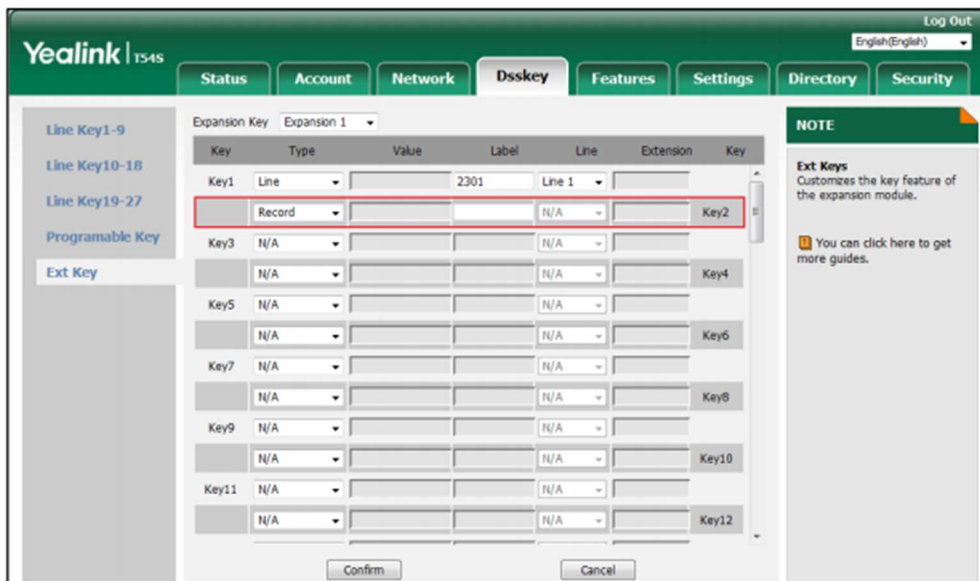 Log Out
Yealink | T54S
English(English)
Status Account Network Dsskey Features Settings Directory Security
Line Key1-9
Line Key10-18
Line Key19-27
Programable Key
Ext Key
Expansion Key Expansion 1
Key Type Value Label Line Extension Key
Key1 Line 2301 Line 1
Record N/A Key2
Key3 N/A N/A
N/A N/A Key4
Key5 N/A N/A
N/A N/A Key6
Key7 N/A N/A
N/A N/A Key8
Key9 N/A N/A
N/A N/A Key10
Key11 N/A N/A
N/A N/A Key12
Confirm Cancel
NOTE
Ext Keys
Customizes the key feature of
the expansion module.
You can click here to get
more guides.